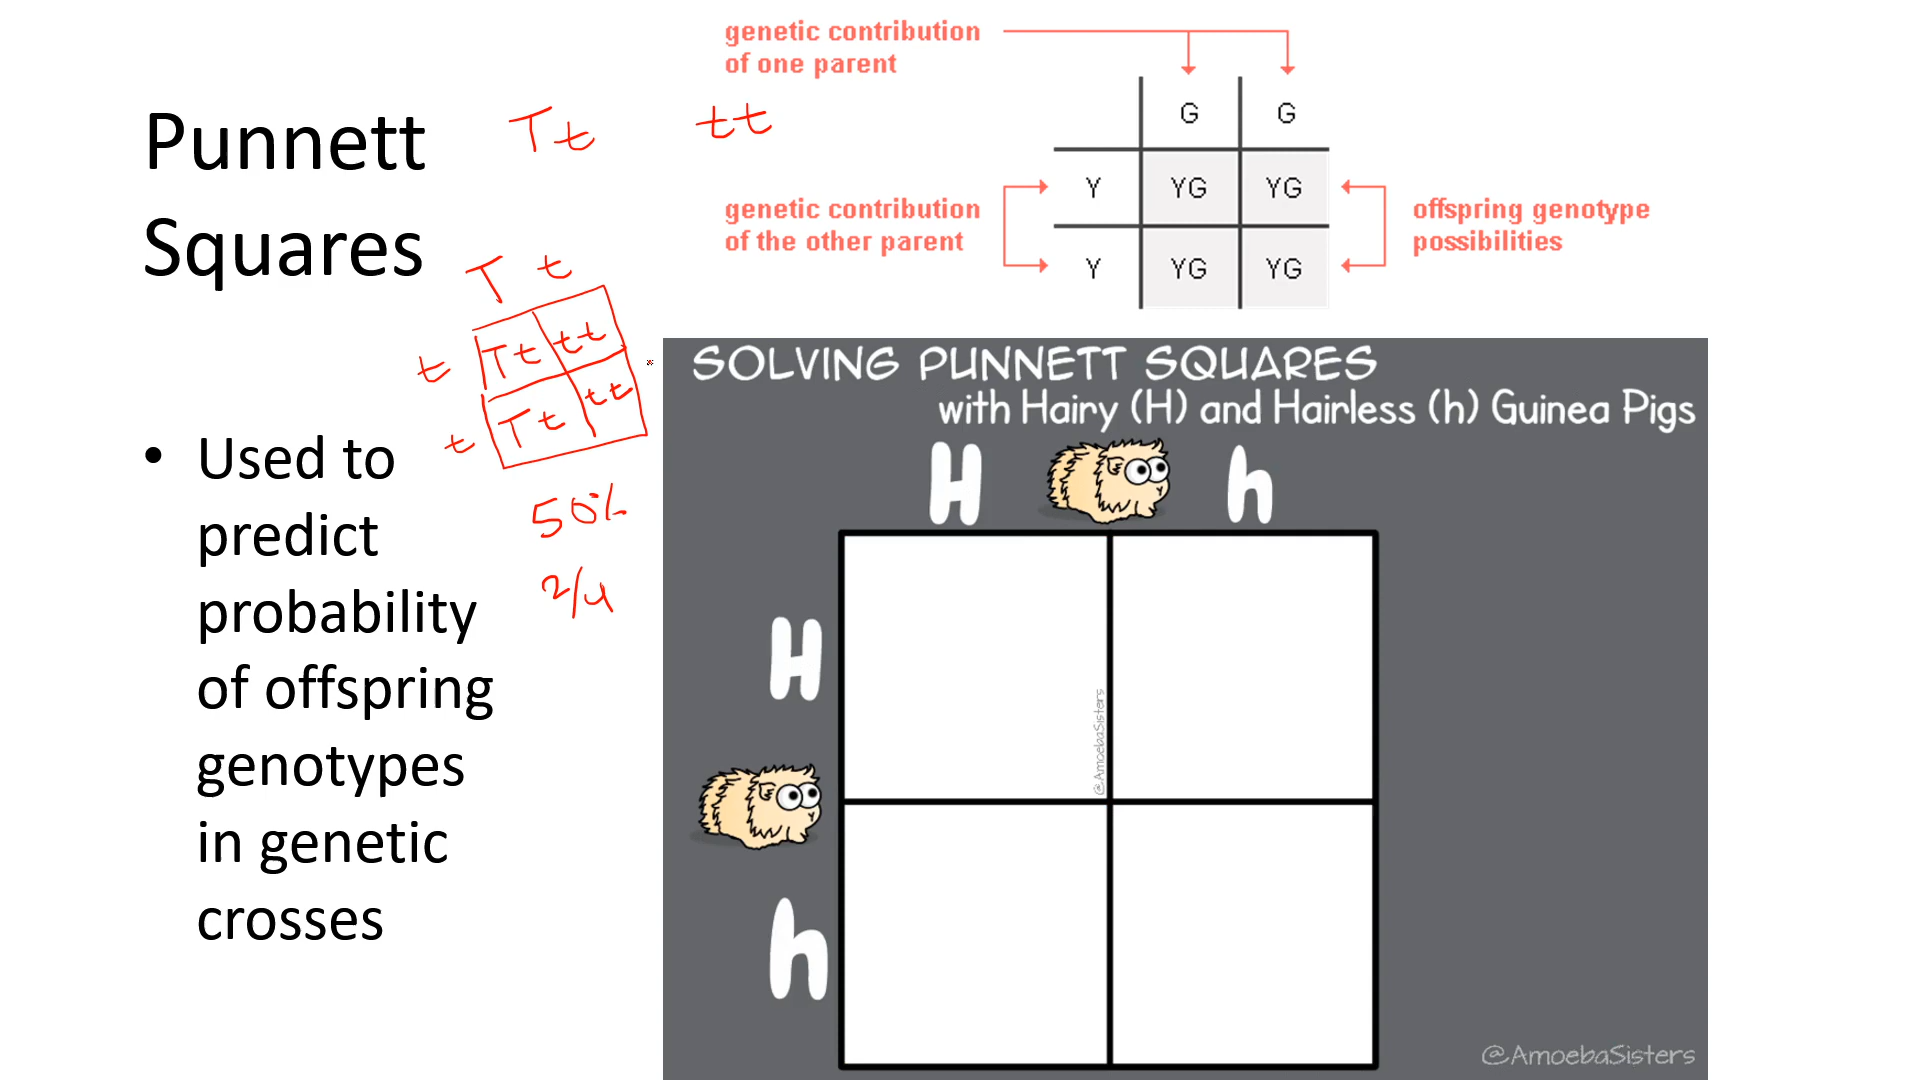 Punnett
Squares
Tt tt
T t
t Tt tt
t Tt tt
50%
2/4
• Used to
predict
probability
of offspring
genotypes
in genetic
crosses
genetic contribution
of one parent
G G
genetic contribution
of the other parent
Y YG YG
Y YG YG
offspring genotype
possibilities
SOLVING PUNNETT SQUARES
with Hairy (H) and Hairless (h) Guinea Pigs
H h
H
h
@AmoebaSisters
@AmoebaSisters